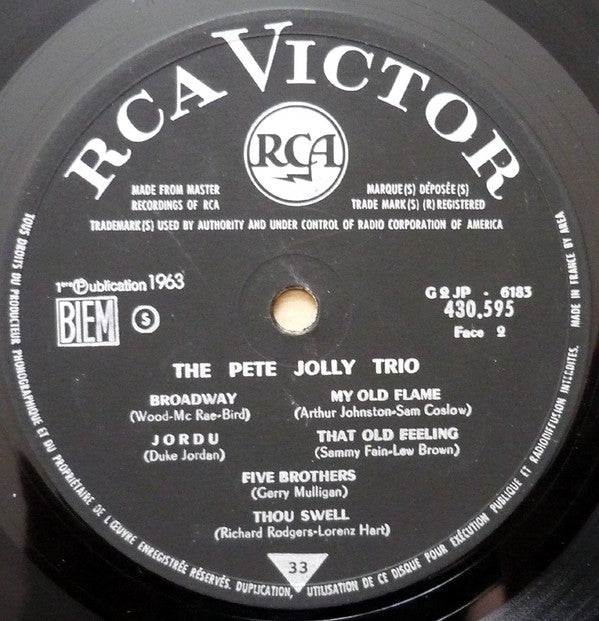 RCA VICTOR
RCA
MADE FROM MASTER
RECORDINGS OF RCA
MARQUE(S) DÉPOSÉE(S)
TRADE MARK(S) (R) REGISTERED
TRADEMARK(S) USED BY AUTHORITY AND UNDER CONTROL OF RADIO CORPORATION OF AMERICA
1ère Ⓟublication 1963
BIEM
S
G2JP - 6183
430.595
Face 2
THE PETE JOLLY TRIO
BROADWAY
(Wood-Mc Rae-Bird)
JORDU
(Duke Jordan)
MY OLD FLAME
(Arthur Johnston-Sam Coslow)
THAT OLD FEELING
(Sammy Fain-Lew Brown)
FIVE BROTHERS
(Gerry Mulligan)
THOU SWELL
(Richard Rodgers-Lorenz Hart)
33
TOUS DROITS DU PRODUCTEUR PHONOGRAPHIQUE ET DU PROPRIÉTAIRE DE L'ŒUVRE ENREGISTRÉE RÉSERVÉS. DUPLICATION, UTILISATION DE CE DISQUE POUR EXÉCUTION PUBLIQUE ET RADIODIFFUSION INTERDITES. MADE IN FRANCE BY AREA